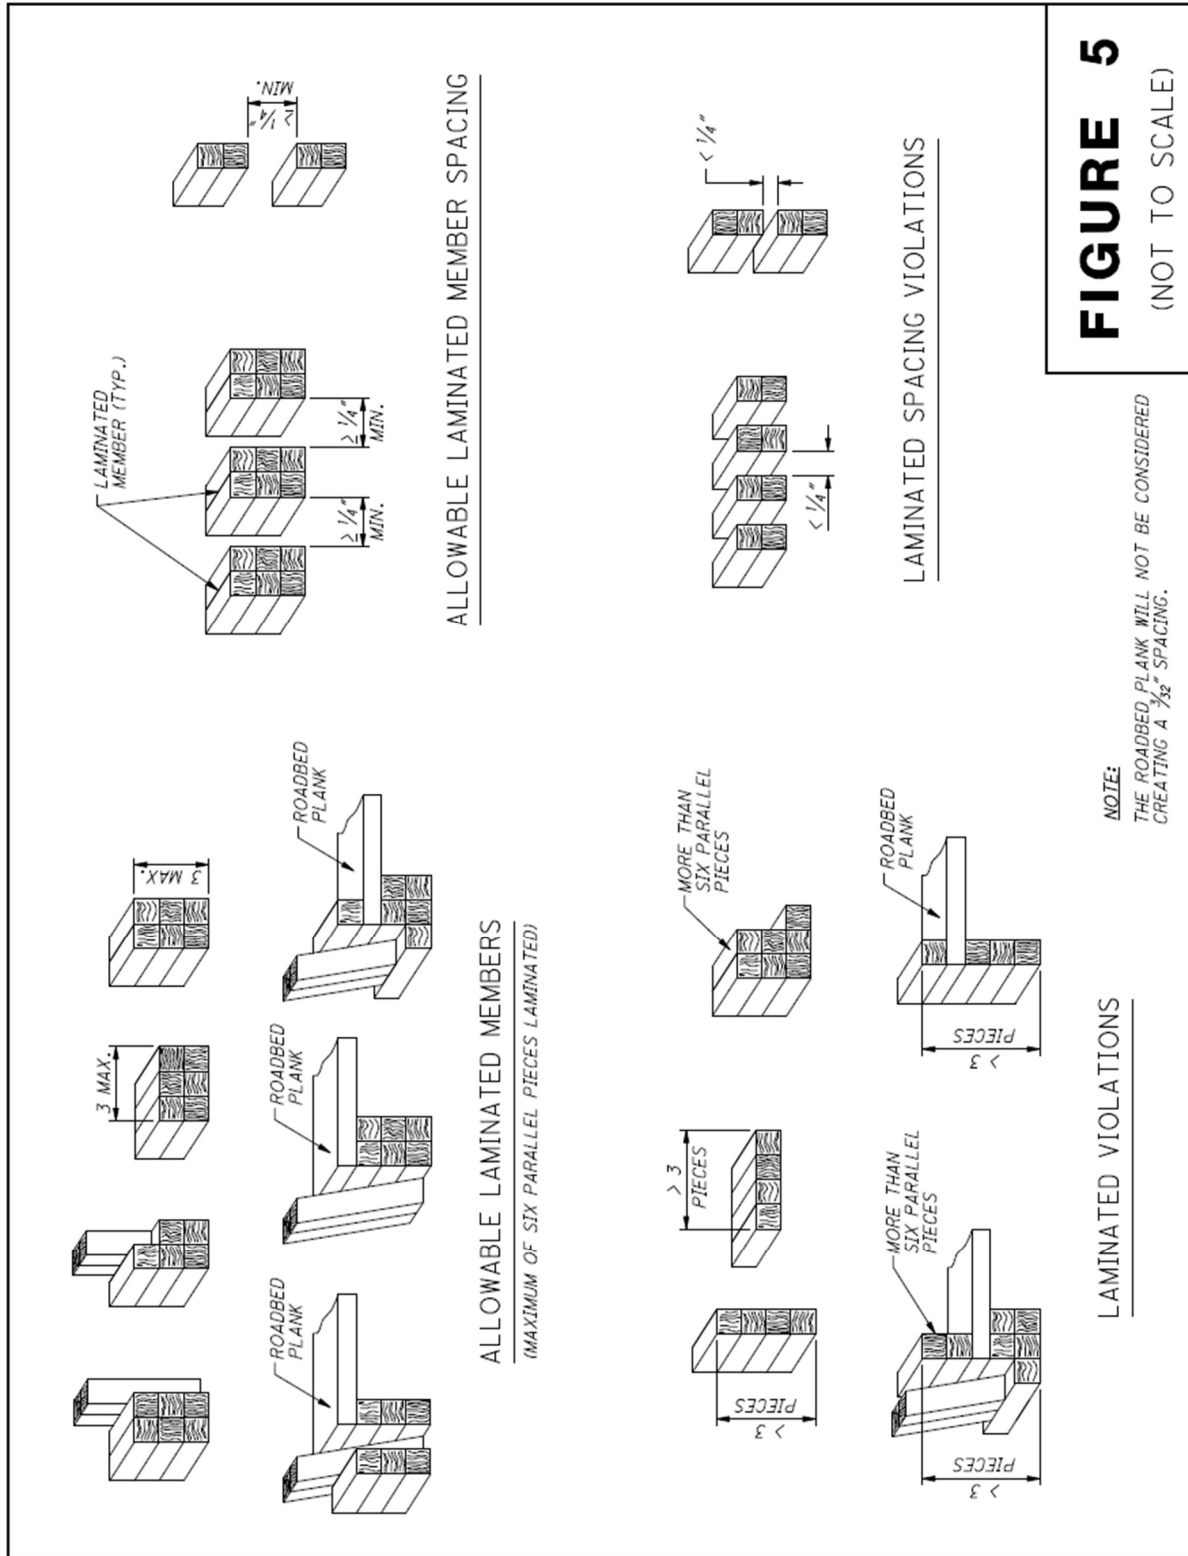 3 MAX.
3 MAX.
ROADBED
PLANK
ROADBED
PLANK
ROADBED
PLANK
ALLOWABLE LAMINATED MEMBERS
(MAXIMUM OF SIX PARALLEL PIECES LAMINATED)
LAMINATED
MEMBER (TYP.)
≥ 1/4"
MIN.
≥ 1/4"
MIN.
≥ 1/4"
MIN.
ALLOWABLE LAMINATED MEMBER SPACING
> 3
PIECES
> 3
PIECES
MORE THAN
SIX PARALLEL
PIECES
> 3
PIECES
MORE THAN
SIX PARALLEL
PIECES
> 3
PIECES
ROADBED
PLANK
LAMINATED VIOLATIONS
< 1/4"
< 1/4"
LAMINATED SPACING VIOLATIONS
NOTE:
THE ROADBED PLANK WILL NOT BE CONSIDERED
CREATING A 3/32" SPACING.
FIGURE 5
(NOT TO SCALE)